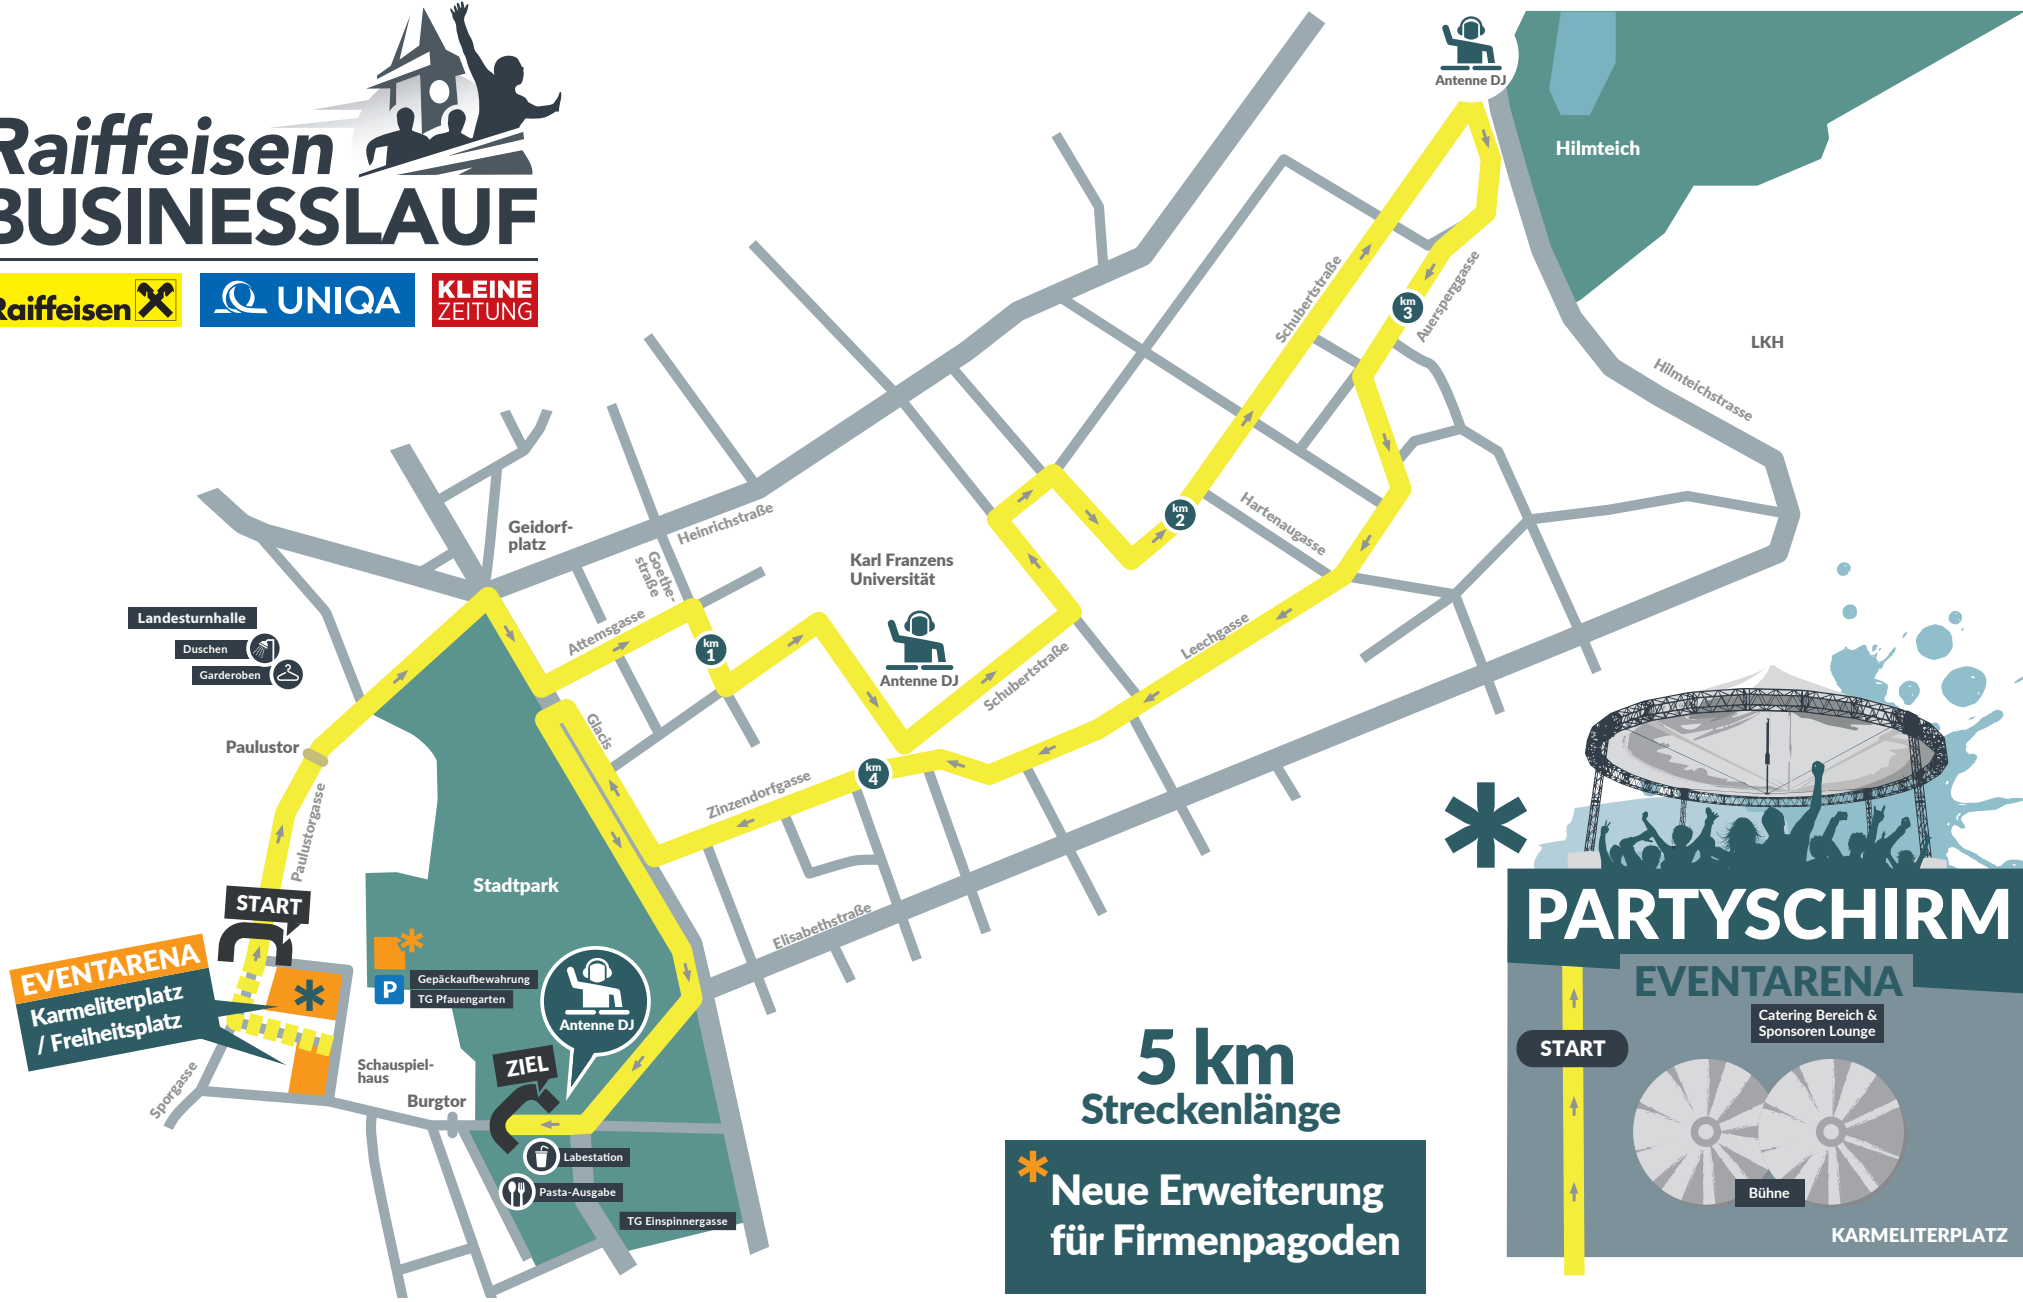 Raiffeisen
BUSINESSLAUF
Raiffeisen
UNIQA
KLEINE
ZEITUNG
Antenne DJ
Hilmteich
LKH
Hilmteichstrasse
Schubertstraße
km
3
Auersperggasse
Geidorf-
platz
Heinrichstraße
Goethe-
straße
km
2
Hartenaugasse
Karl Franzens
Universität
Landesturnhalle
Duschen
Garderoben
Attemsgasse
km
1
Antenne DJ
Schubertstraße
Leechgasse
Glacis
Paulustor
Paulustorgasse
km
4
Zinzendorfgasse
Stadtpark
Elisabethstraße
START
EVENTARENA
Karmeliterplatz
/ Freiheitsplatz
Gepäckaufbewahrung
P
TG Pfauengarten
Antenne DJ
ZIEL
Schauspiel-
haus
Burgtor
Sporgasse
Labestation
Pasta-Ausgabe
TG Einspinnergasse
5 km
Streckenlänge
*Neue Erweiterung
für Firmenpagoden
* PARTYSCHIRM
EVENTARENA
Catering Bereich &
Sponsoren Lounge
START
Bühne
KARMELITERPLATZ